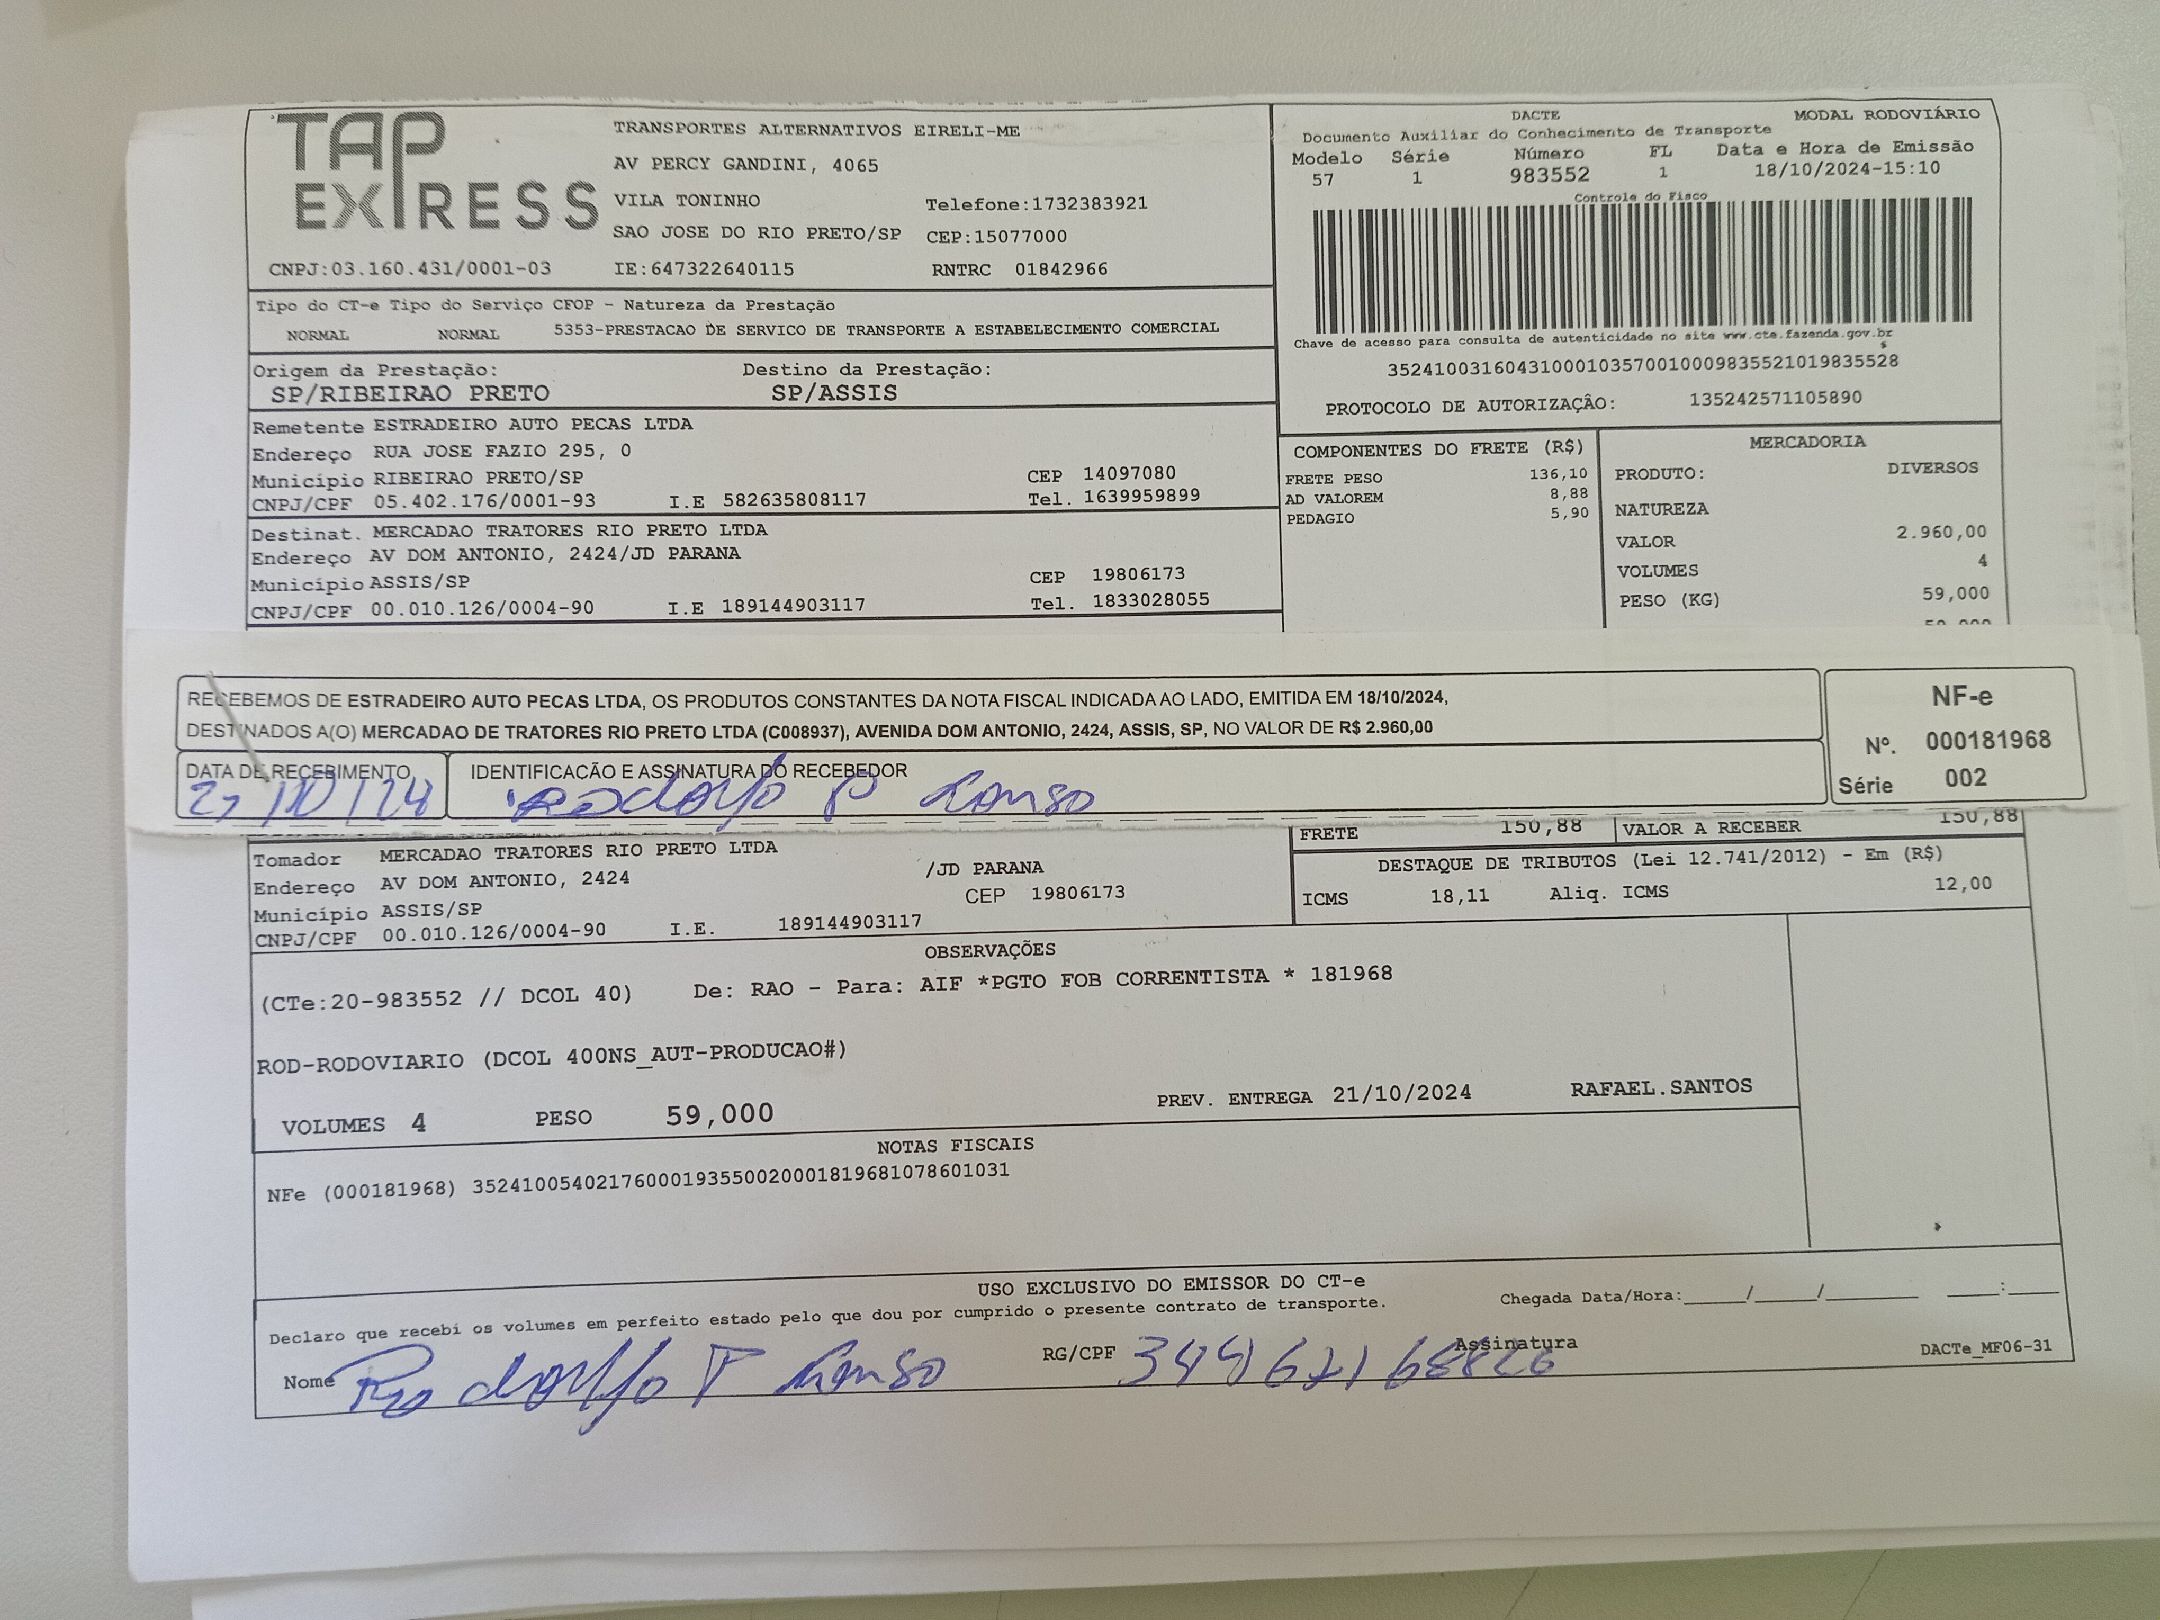 TAP EXPRESS
TRANSPORTES ALTERNATIVOS EIRELI-ME
AV PERCY GANDINI, 4065
VILA TONINHO Telefone:1732383921
SAO JOSE DO RIO PRETO/SP CEP:15077000
CNPJ:03.160.431/0001-03 IE:647322640115 RNTRC 01842966
DACTE MODAL RODOVIÁRIO
Documento Auxiliar do Conhecimento de Transporte
Modelo Série Número FL Data e Hora de Emissão
57 1 983552 1 18/10/2024-15:10
Controle do Fisco
Chave de acesso para consulta de autenticidade no site www.cte.fazenda.gov.br
35241003160431000103570010009835521019835528
PROTOCOLO DE AUTORIZAÇÃO: 135242571105890
Tipo do CT-e Tipo do Serviço CFOP - Natureza da Prestação
NORMAL NORMAL 5353-PRESTACAO DE SERVICO DE TRANSPORTE A ESTABELECIMENTO COMERCIAL
Origem da Prestação: Destino da Prestação:
SP/RIBEIRAO PRETO SP/ASSIS
Remetente ESTRADEIRO AUTO PECAS LTDA
Endereço RUA JOSE FAZIO 295, 0
Município RIBEIRAO PRETO/SP CEP 14097080
CNPJ/CPF 05.402.176/0001-93 I.E 582635808117 Tel. 1639959899
Destinat. MERCADAO TRATORES RIO PRETO LTDA
Endereço AV DOM ANTONIO, 2424/JD PARANA
Município ASSIS/SP CEP 19806173
CNPJ/CPF 00.010.126/0004-90 I.E 189144903117 Tel. 1833028055
COMPONENTES DO FRETE (R$)
FRETE PESO 136,10
AD VALOREM 8,88
PEDAGIO 5,90
MERCADORIA
PRODUTO: DIVERSOS
NATUREZA
VALOR 2.960,00
VOLUMES 4
PESO (KG) 59,000
RECEBEMOS DE ESTRADEIRO AUTO PECAS LTDA, OS PRODUTOS CONSTANTES DA NOTA FISCAL INDICADA AO LADO, EMITIDA EM 18/10/2024,
DESTINADOS A(O) MERCADAO DE TRATORES RIO PRETO LTDA (C008937), AVENIDA DOM ANTONIO, 2424, ASSIS, SP, NO VALOR DE R$ 2.960,00
DATA DE RECEBIMENTO IDENTIFICAÇÃO E ASSINATURA DO RECEBEDOR
NF-e
Nº. 000181968
Série 002
FRETE 150,88 VALOR A RECEBER 150,88
Tomador MERCADAO TRATORES RIO PRETO LTDA
Endereço AV DOM ANTONIO, 2424 /JD PARANA
Município ASSIS/SP CEP 19806173
CNPJ/CPF 00.010.126/0004-90 I.E. 189144903117
DESTAQUE DE TRIBUTOS (Lei 12.741/2012) - Em (R$)
ICMS 18,11 Aliq. ICMS 12,00
OBSERVAÇÕES
(CTe:20-983552 // DCOL 40) De: RAO - Para: AIF *PGTO FOB CORRENTISTA * 181968
ROD-RODOVIARIO (DCOL 400NS_AUT-PRODUCAO#)
VOLUMES 4 PESO 59,000 PREV. ENTREGA 21/10/2024 RAFAEL.SANTOS
NOTAS FISCAIS
NFe (000181968) 35241005402176000193550020001819681078601031
USO EXCLUSIVO DO EMISSOR DO CT-e
Declaro que recebi os volumes em perfeito estado pelo que dou por cumprido o presente contrato de transporte. Chegada Data/Hora:_____/_____/________ ____:____
Nome Rodolfo RG/CPF Assinatura DACTe_MF06-31